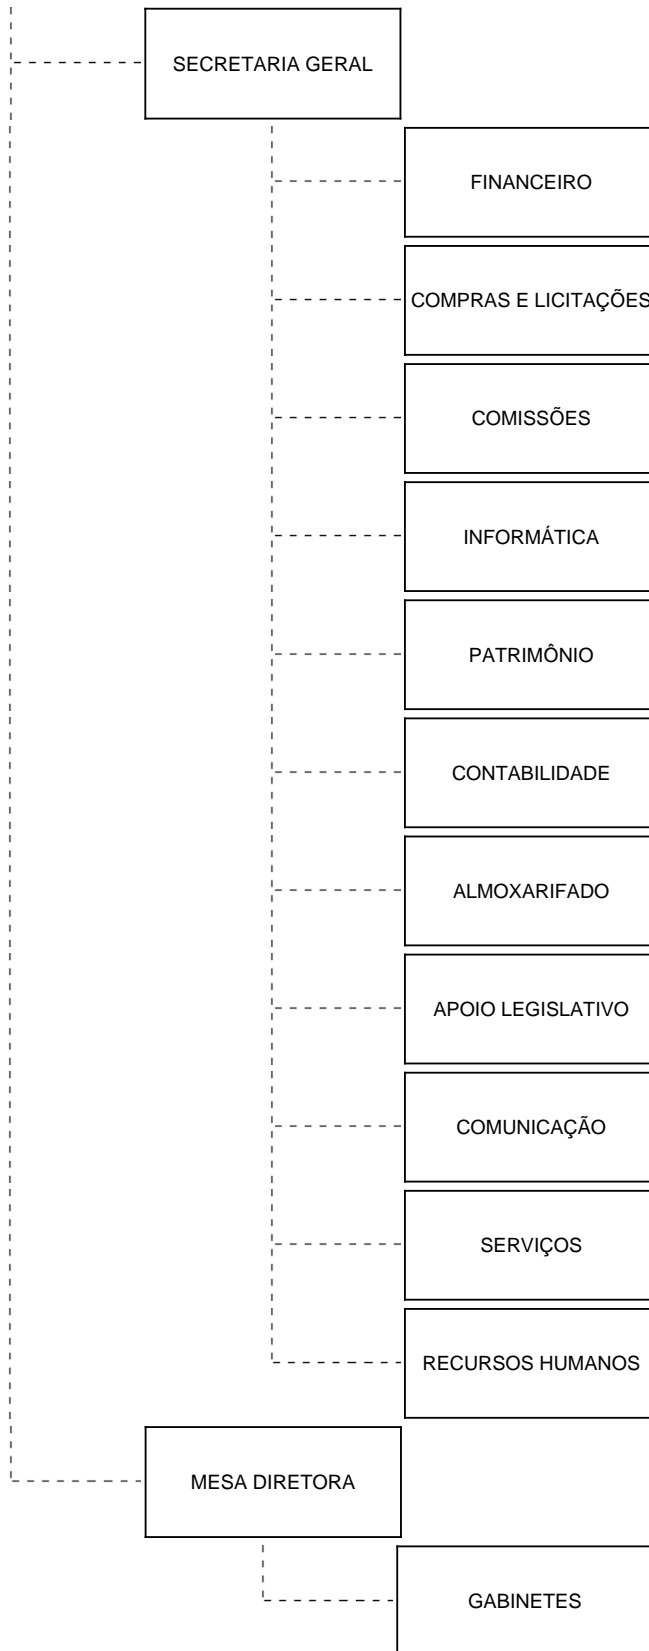 SECRETARIA GERAL
FINANCEIRO
COMPRAS E LICITAÇÕES
COMISSÕES
INFORMÁTICA
PATRIMÔNIO
CONTABILIDADE
ALMOXARIFADO
APOIO LEGISLATIVO
COMUNICAÇÃO
SERVIÇOS
RECURSOS HUMANOS
MESA DIRETORA
GABINETES